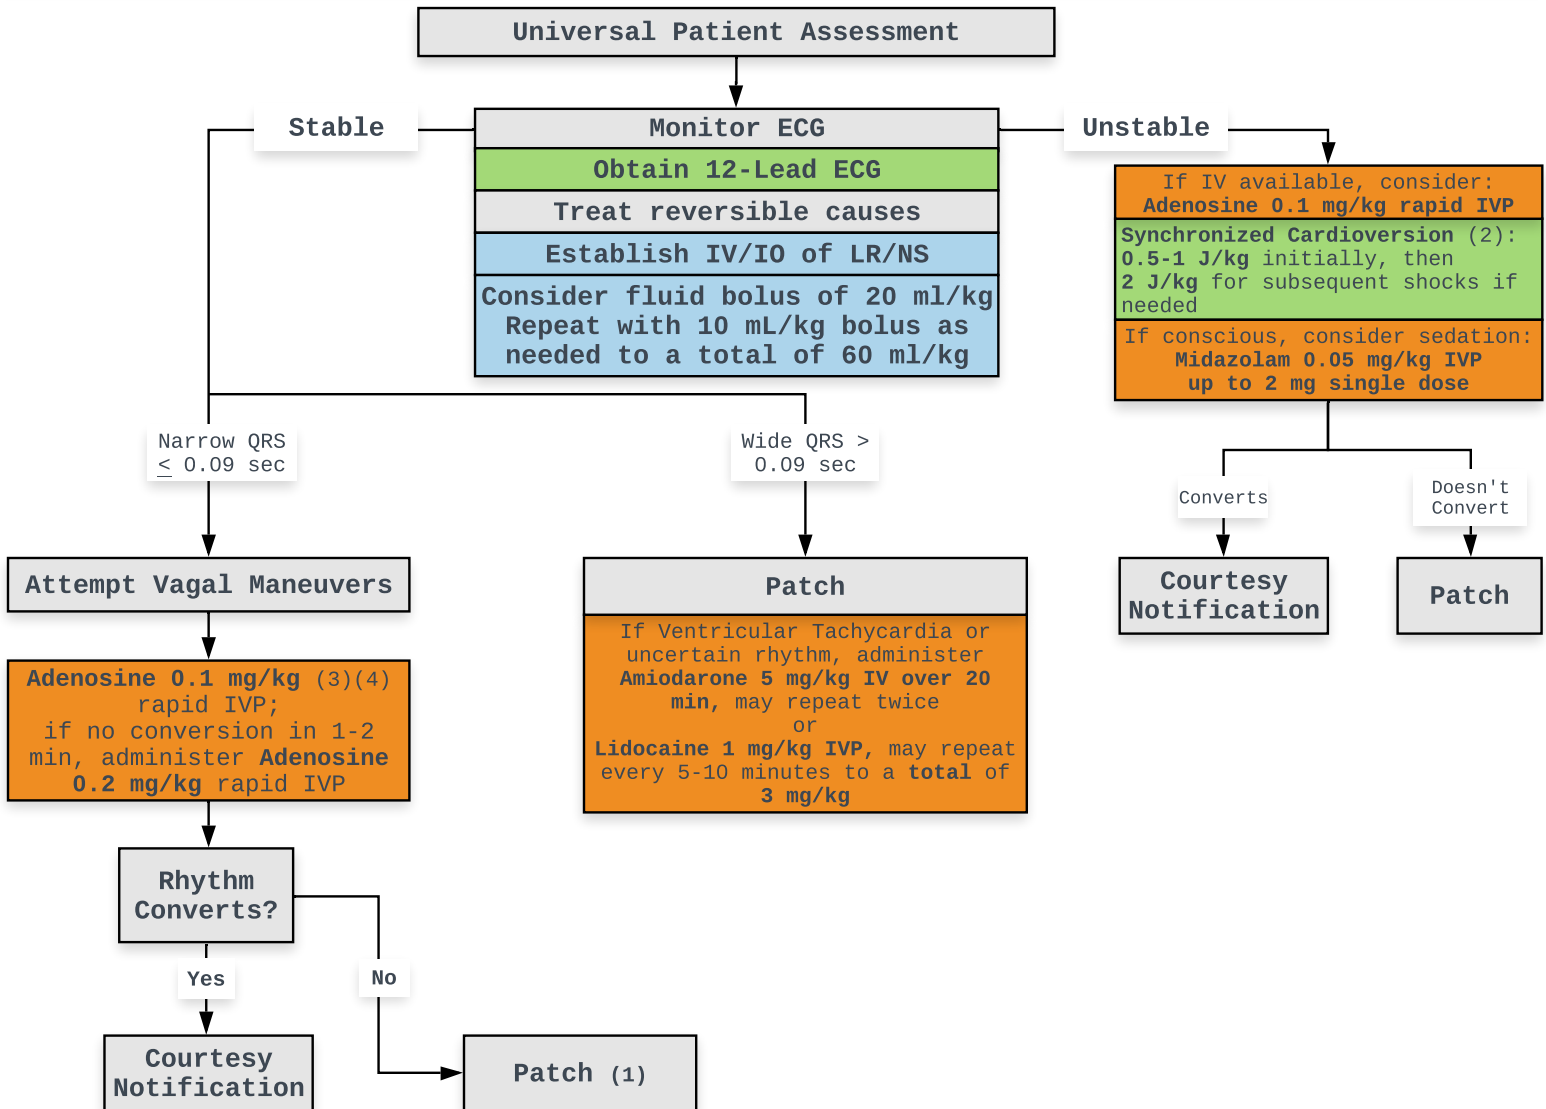 Universal Patient Assessment
Stable
Monitor ECG
Unstable
Obtain 12-Lead ECG
Treat reversible causes
Establish IV/IO of LR/NS
Consider fluid bolus of 20 ml/kg
Repeat with 10 mL/kg bolus as
needed to a total of 60 ml/kg
If IV available, consider:
Adenosine 0.1 mg/kg rapid IVP
Synchronized Cardioversion (2):
0.5-1 J/kg initially, then
2 J/kg for subsequent shocks if
needed
If conscious, consider sedation:
Midazolam 0.05 mg/kg IVP
up to 2 mg single dose
Narrow QRS
≤ 0.09 sec
Wide QRS >
0.09 sec
Converts
Doesn't
Convert
Attempt Vagal Maneuvers
Patch
Courtesy
Notification
Patch
Adenosine 0.1 mg/kg (3)(4)
rapid IVP;
if no conversion in 1-2
min, administer Adenosine
0.2 mg/kg rapid IVP
If Ventricular Tachycardia or
uncertain rhythm, administer
Amiodarone 5 mg/kg IV over 20
min, may repeat twice
or
Lidocaine 1 mg/kg IVP, may repeat
every 5-10 minutes to a total of
3 mg/kg
Rhythm
Converts?
Yes
No
Courtesy
Notification
Patch (1)